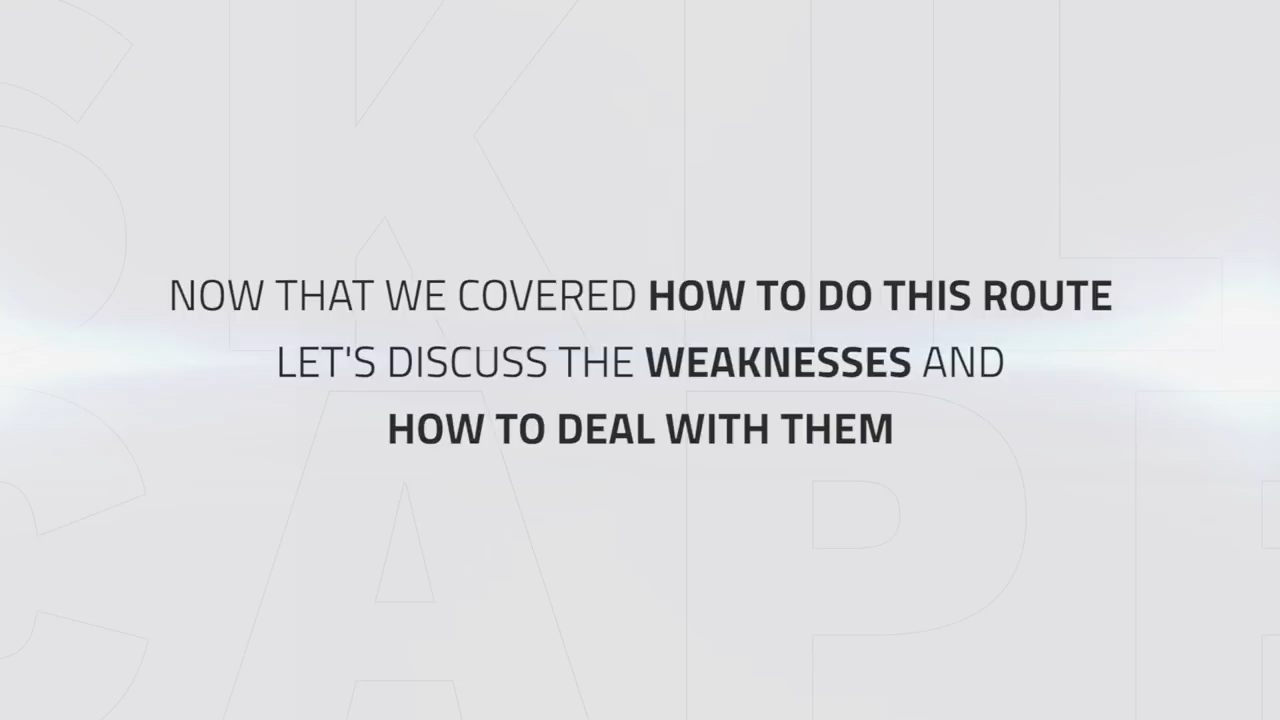 NOW THAT WE COVERED HOW TO DO THIS ROUTE
LET'S DISCUSS THE WEAKNESSES AND
HOW TO DEAL WITH THEM